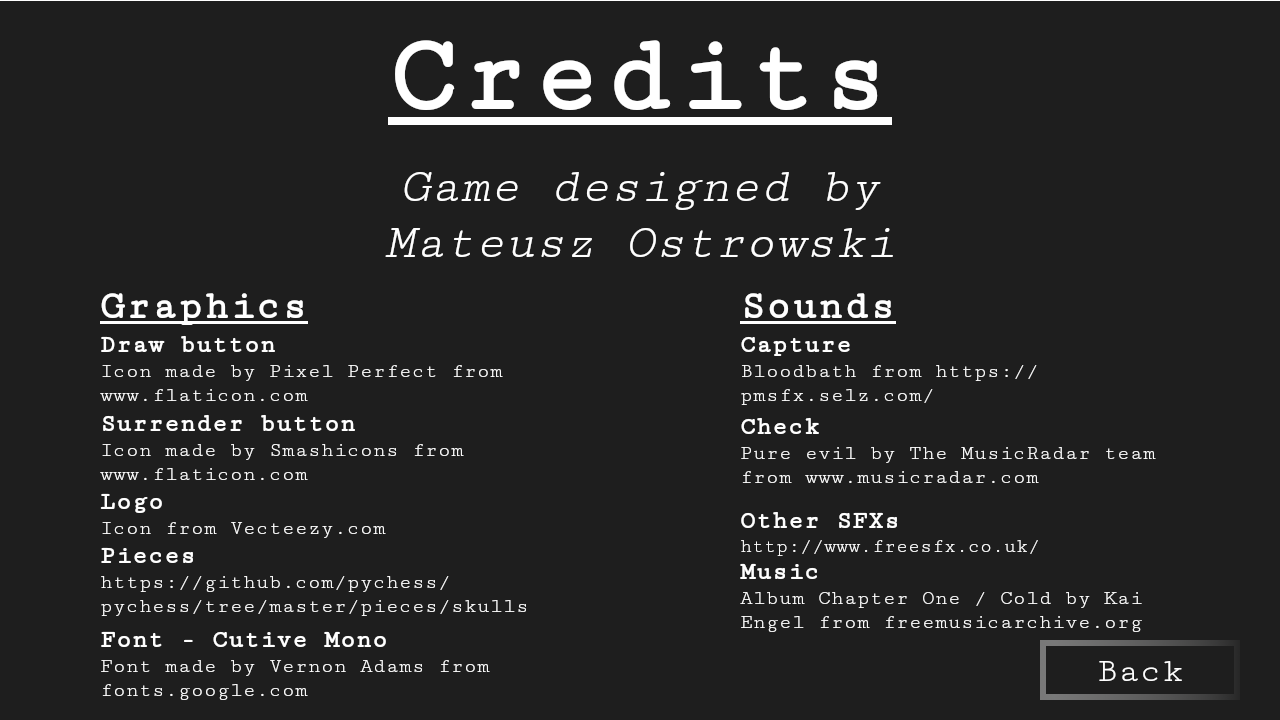 Credits
Game designed by
Mateusz Ostrowski
Graphics
Draw button
Icon made by Pixel Perfect from
www.flaticon.com
Surrender button
Icon made by Smashicons from
www.flaticon.com
Logo
Icon from Vecteezy.com
Pieces
https://github.com/pychess/
pychess/tree/master/pieces/skulls
Font - Cutive Mono
Font made by Vernon Adams from
fonts.google.com
Sounds
Capture
Bloodbath from https://
pmsfx.selz.com/
Check
Pure evil by The MusicRadar team
from www.musicradar.com
Other SFXs
http://www.freesfx.co.uk/
Music
Album Chapter One / Cold by Kai
Engel from freemusicarchive.org
Back